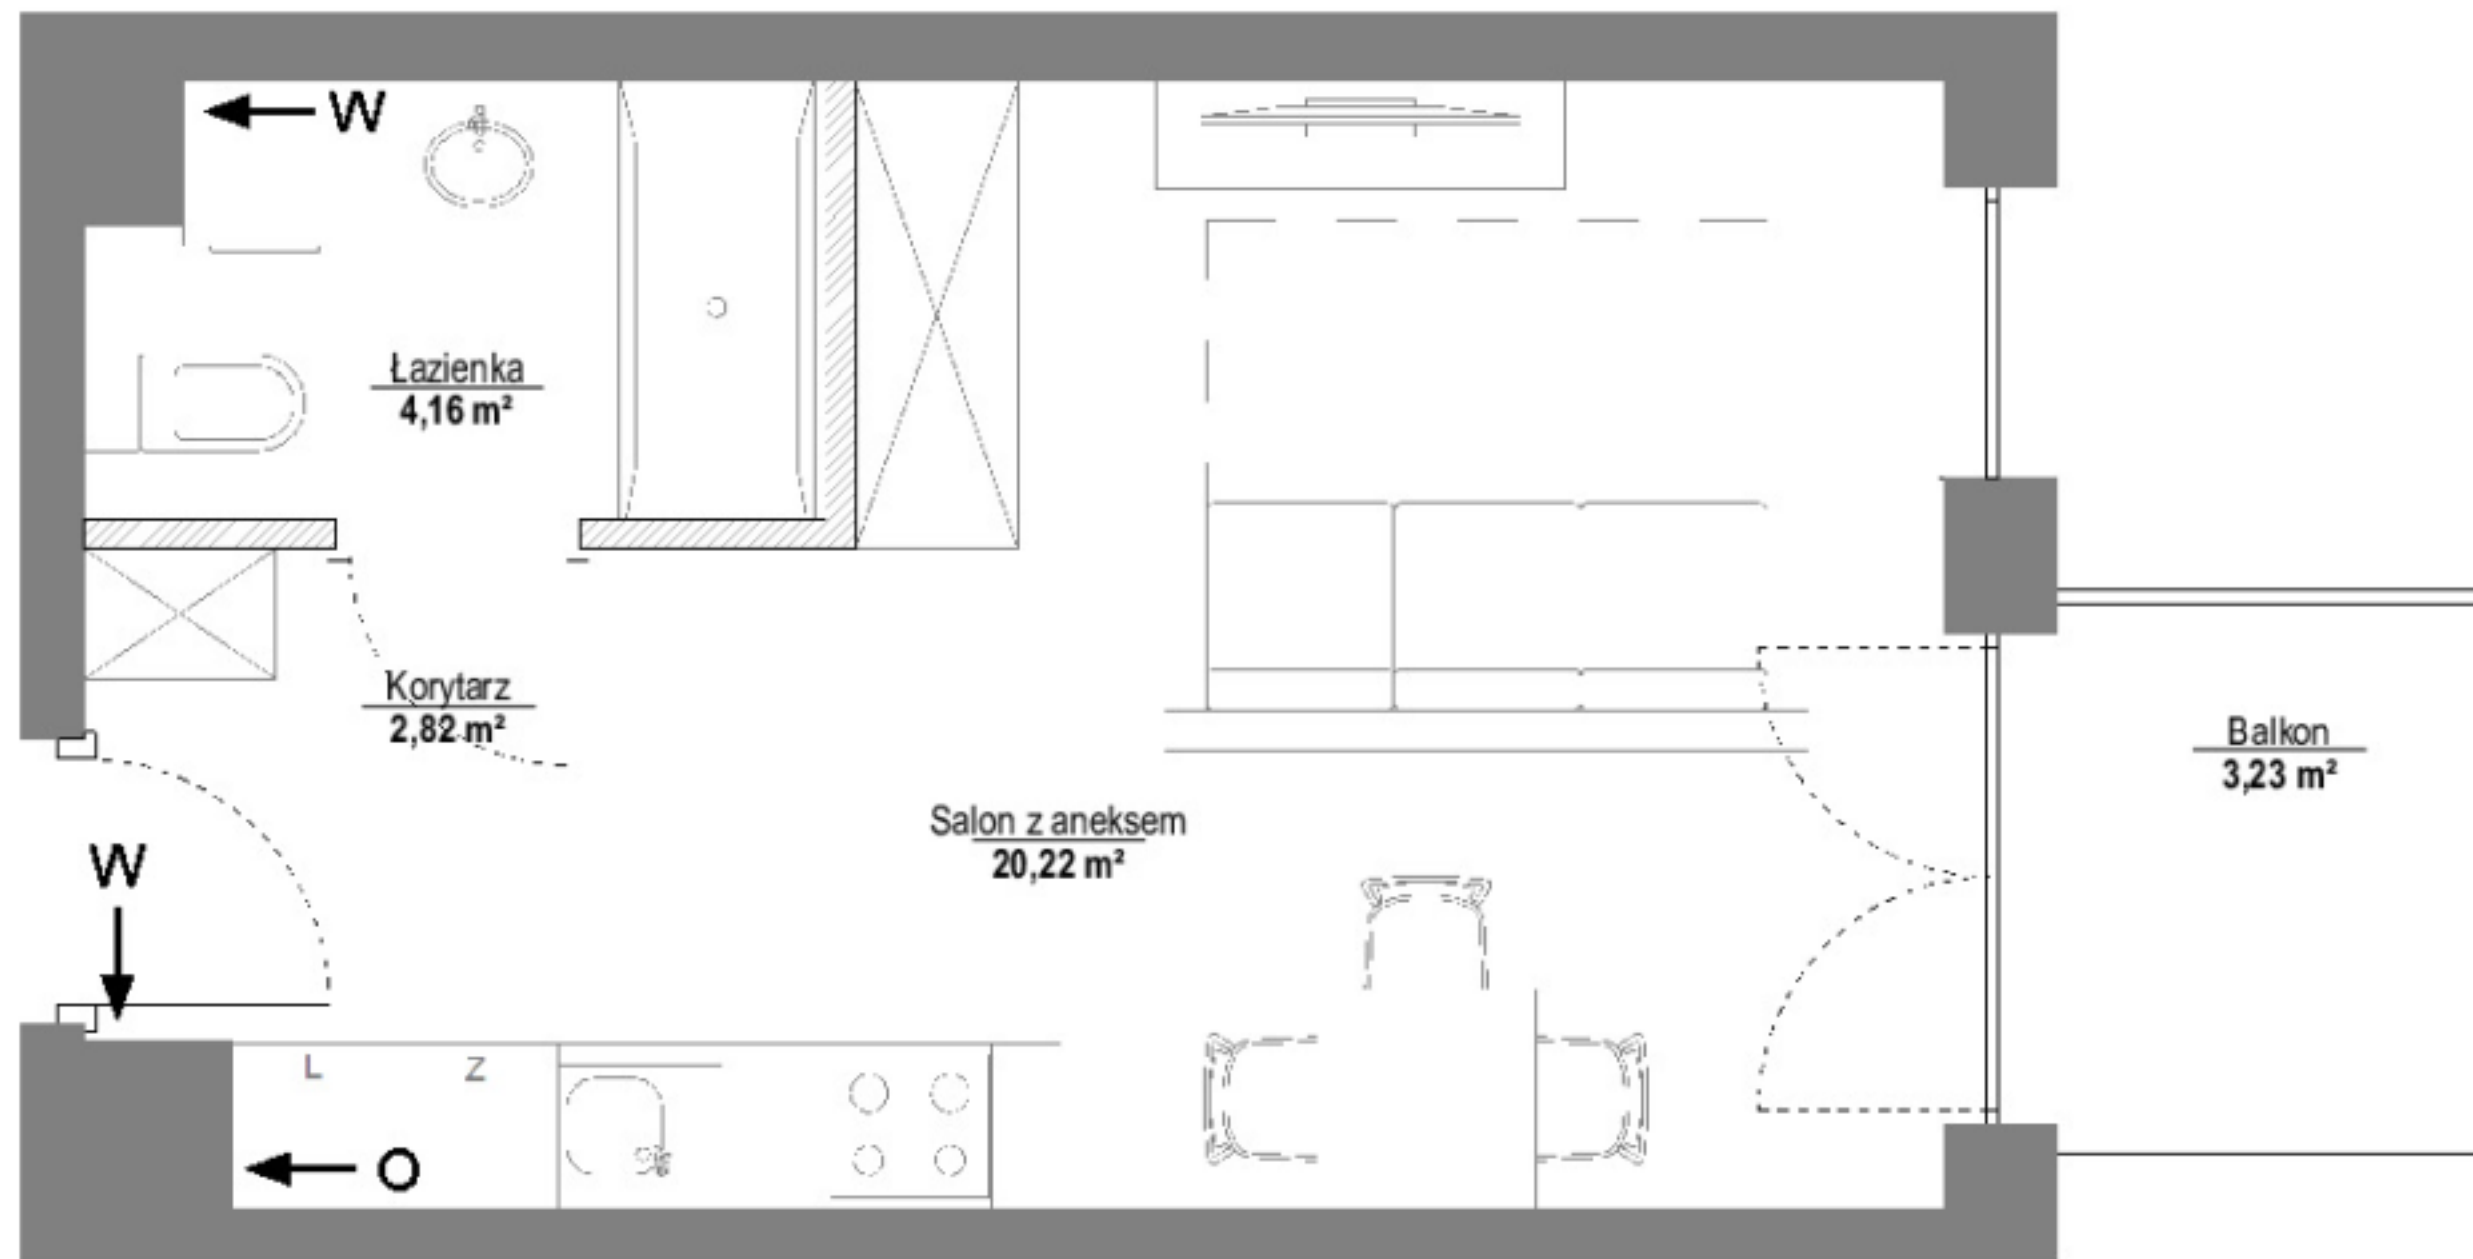 W
Łazienka
4,16 m²
Korytarz
2,82 m²
W
Salon z aneksem
20,22 m²
Balkon
3,23 m²
L
Z
O